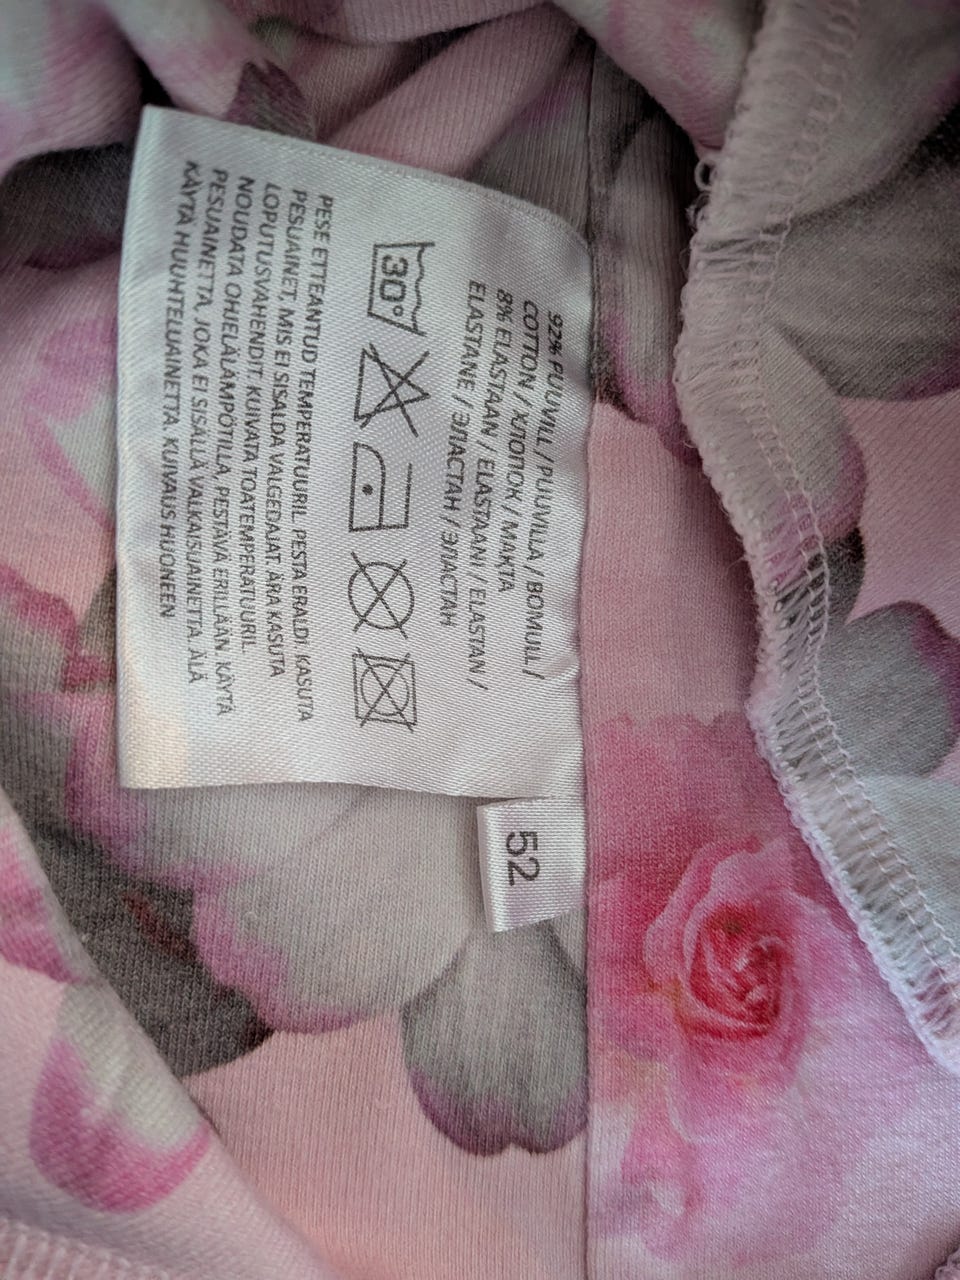 92% PUUVILL / PUUVILLA / BOMULL /
COTTON / ХЛОПОК / МАКТА
8% ELASTAAN / ELASTAANI / ELASTAN /
ELASTANE / ЭЛАСТАН / ЭЛАСТАН
30°
PESE ETTEANTUD TEMPERATUURIL. PESTA ERALDI. KASUTA
PESUAINET, MIS EI SISALDA VALGEDAJAT. ÄRA KASUTA
LOPUTUSVAHENDIT. KUIVATA TOATEMPERATUURIL.
NOUDATA OHJELÄLÄMPÖTILLA, PESTÄVÄ ERILLÄÄN. KÄYTÄ
PESUAINETTA, JOKA EI SISÄLLÄ VALKAISUAINETTA. ÄLÄ
KÄYTÄ HUUHTELUAINETTA. KUIVAUS HUONEEN
52